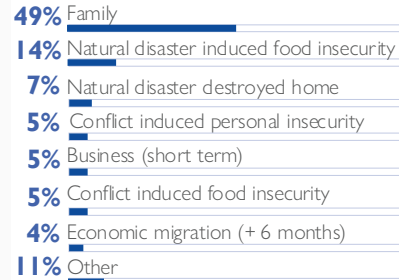 49% Family
14% Natural disaster induced food insecurity
7% Natural disaster destroyed home
5% Conflict induced personal insecurity
5% Business (short term)
5% Conflict induced food insecurity
4% Economic migration (+ 6 months)
11% Other